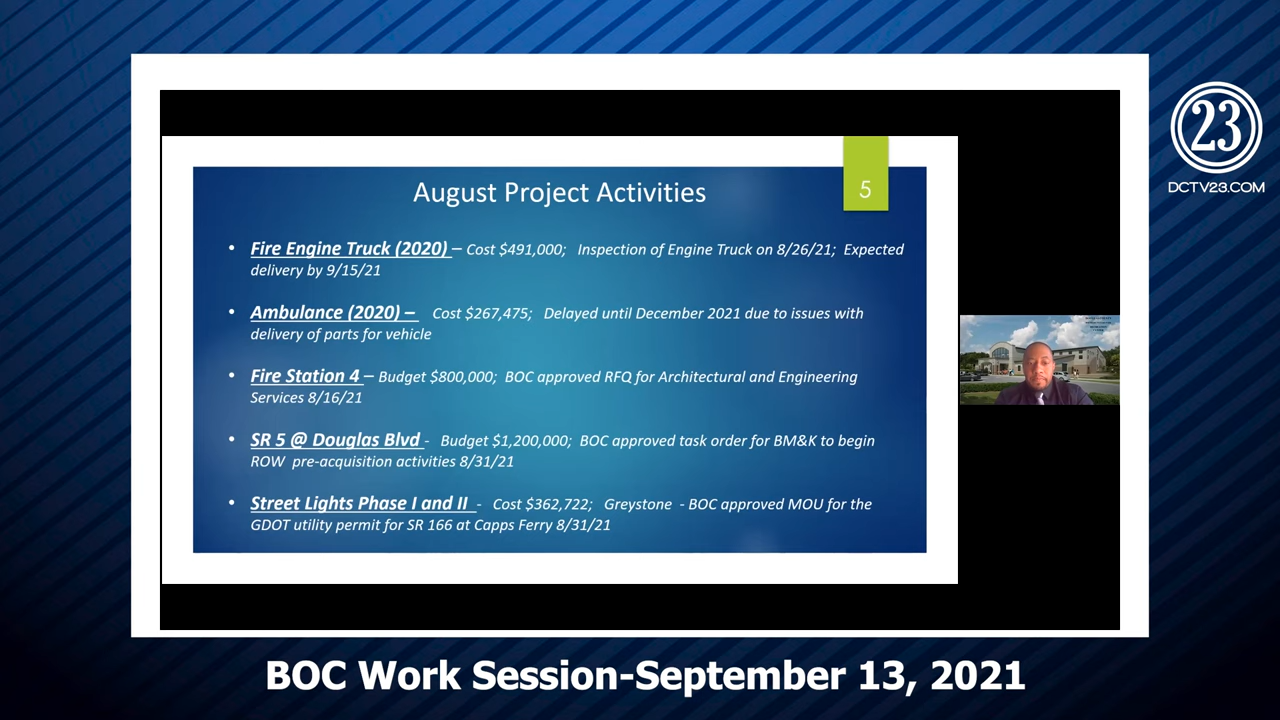 23
DCTV23.COM
August Project Activities
5
• Fire Engine Truck (2020) – Cost $491,000; Inspection of Engine Truck on 8/26/21; Expected
delivery by 9/15/21
• Ambulance (2020) – Cost $267,475; Delayed until December 2021 due to issues with
delivery of parts for vehicle
• Fire Station 4 – Budget $800,000; BOC approved RFQ for Architectural and Engineering
Services 8/16/21
• SR 5 @ Douglas Blvd - Budget $1,200,000; BOC approved task order for BM&K to begin
ROW pre-acquisition activities 8/31/21
• Street Lights Phase I and II - Cost $362,722; Greystone - BOC approved MOU for the
GDOT utility permit for SR 166 at Capps Ferry 8/31/21
BOC Work Session-September 13, 2021